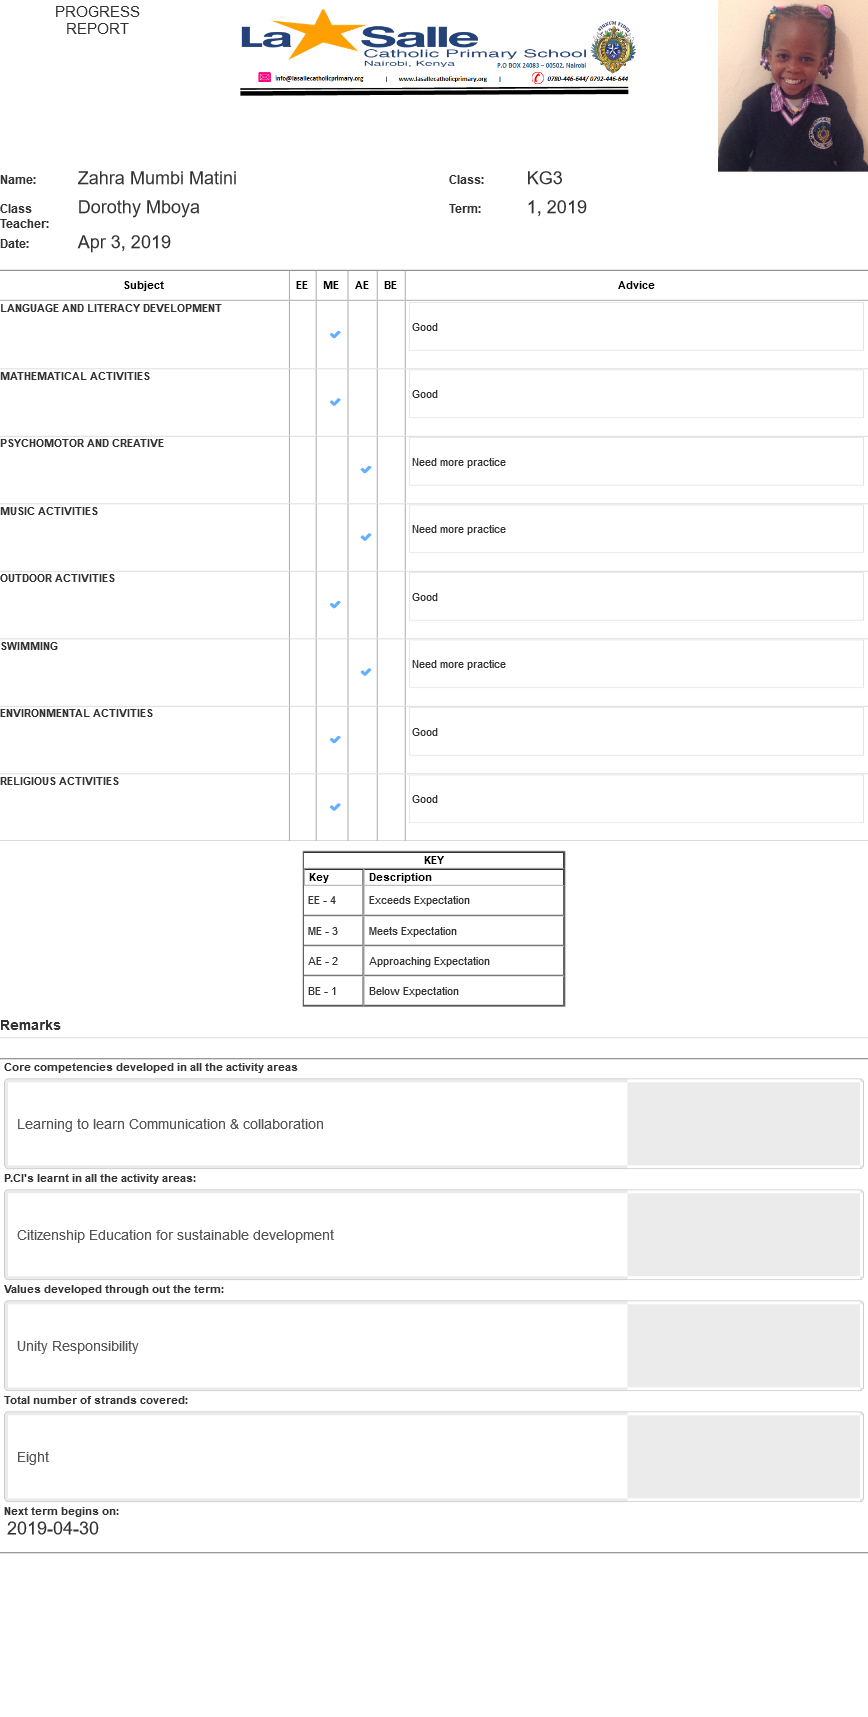 PROGRESS
REPORT
La Salle
Catholic Primary School
Nairobi, Kenya
P.O BOX 24083 – 00502, Nairobi
info@lasallecatholicprimary.org | www.lasallecatholicprimary.org | 0780-446-644/ 0792-446-644
Name: Zahra Mumbi Matini Class: KG3
Class Teacher: Dorothy Mboya Term: 1, 2019
Date: Apr 3, 2019
Subject EE ME AE BE Advice
LANGUAGE AND LITERACY DEVELOPMENT ✓ Good
MATHEMATICAL ACTIVITIES ✓ Good
PSYCHOMOTOR AND CREATIVE ✓ Need more practice
MUSIC ACTIVITIES ✓ Need more practice
OUTDOOR ACTIVITIES ✓ Good
SWIMMING ✓ Need more practice
ENVIRONMENTAL ACTIVITIES ✓ Good
RELIGIOUS ACTIVITIES ✓ Good
KEY
Key Description
EE - 4 Exceeds Expectation
ME - 3 Meets Expectation
AE - 2 Approaching Expectation
BE - 1 Below Expectation
Remarks
Core competencies developed in all the activity areas
Learning to learn Communication & collaboration
P.CI's learnt in all the activity areas:
Citizenship Education for sustainable development
Values developed through out the term:
Unity Responsibility
Total number of strands covered:
Eight
Next term begins on:
2019-04-30